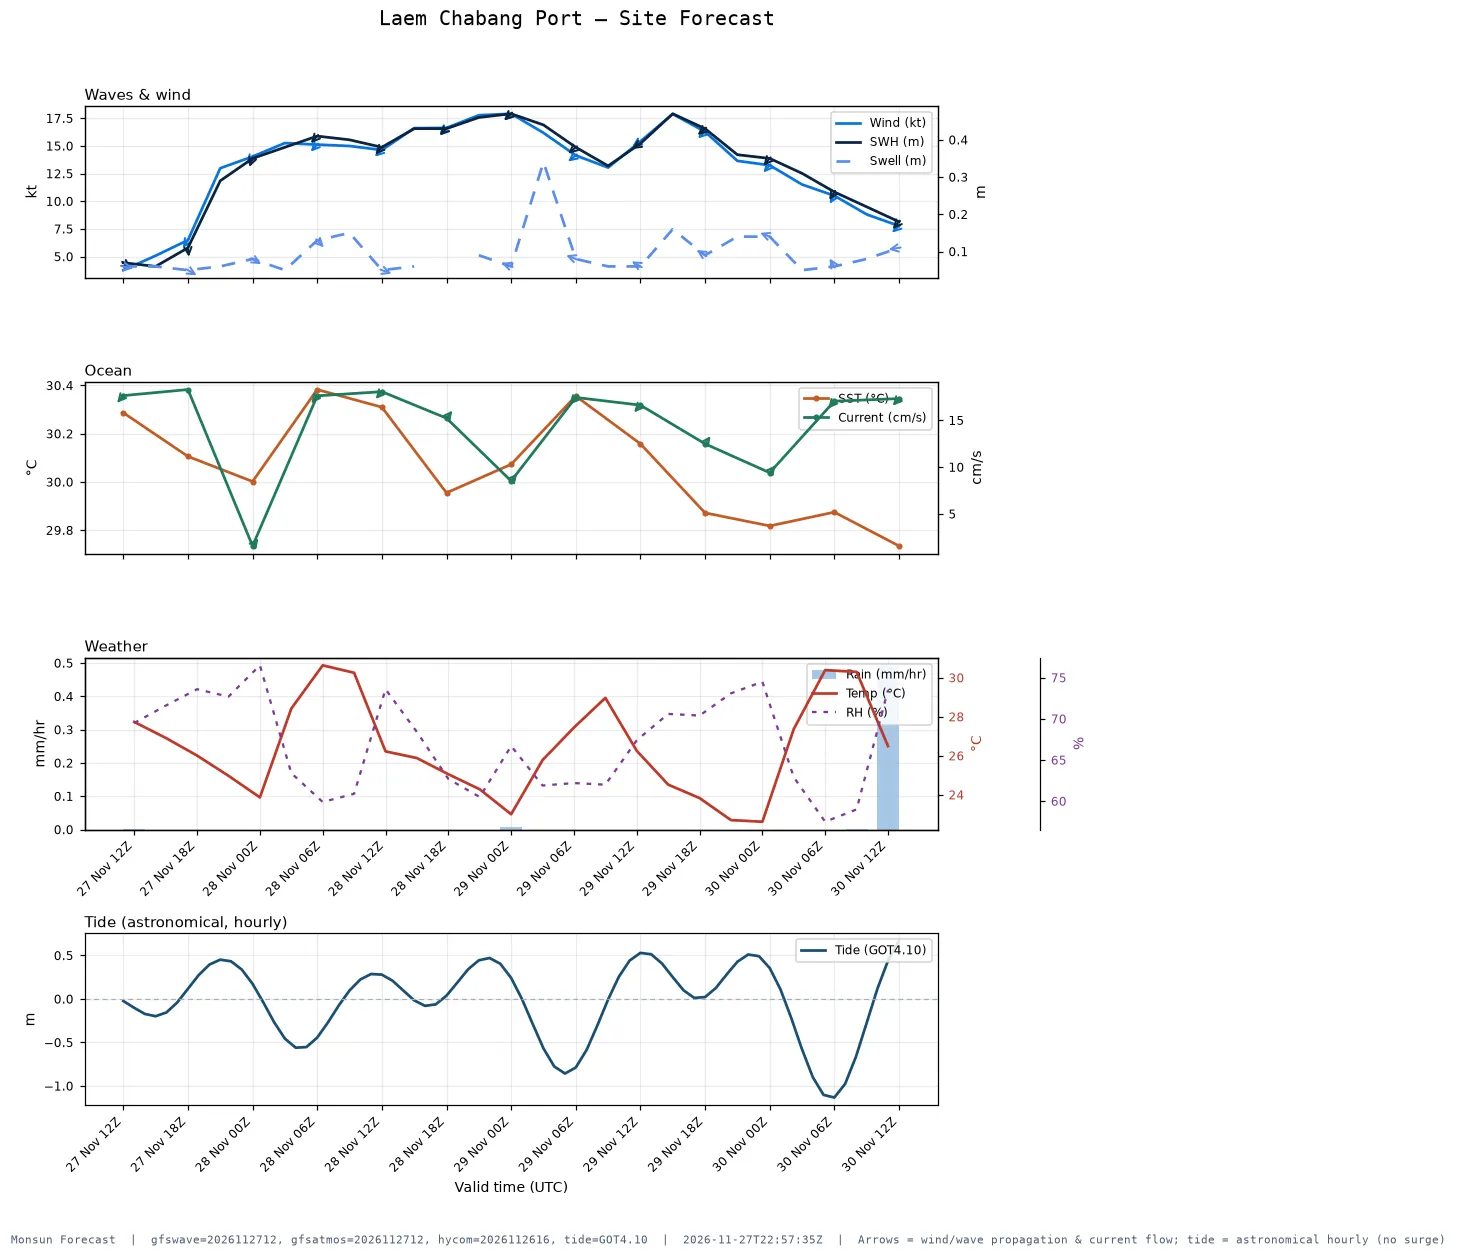 Laem Chabang Port — Site Forecast
Waves & wind
17.5
15.0
12.5
10.0
7.5
5.0
kt
Wind (kt)
SWH (m)
Swell (m)
0.4
0.3
0.2
0.1
m
Ocean
30.4
30.2
30.0
29.8
°C
SST (°C)
Current (cm/s)
15
10
5
cm/s
Weather
0.5
0.4
0.3
0.2
0.1
0.0
mm/hr
Rain (mm/hr)
Temp (°C)
RH (%)
30
28
26
24
°C
75
70
65
60
%
27 Nov 12Z
27 Nov 18Z
28 Nov 00Z
28 Nov 06Z
28 Nov 12Z
28 Nov 18Z
29 Nov 00Z
29 Nov 06Z
29 Nov 12Z
29 Nov 18Z
30 Nov 00Z
30 Nov 06Z
30 Nov 12Z
Tide (astronomical, hourly)
0.5
0.0
−0.5
−1.0
m
Tide (GOT4.10)
27 Nov 12Z
27 Nov 18Z
28 Nov 00Z
28 Nov 06Z
28 Nov 12Z
28 Nov 18Z
29 Nov 00Z
29 Nov 06Z
29 Nov 12Z
29 Nov 18Z
30 Nov 00Z
30 Nov 06Z
30 Nov 12Z
Valid time (UTC)
Monsun Forecast | gfswave=2026112712, gfsatmos=2026112712, hycom=2026112616, tide=GOT4.10 | 2026-11-27T22:57:35Z | Arrows = wind/wave propagation & current flow; tide = astronomical hourly (no surge)